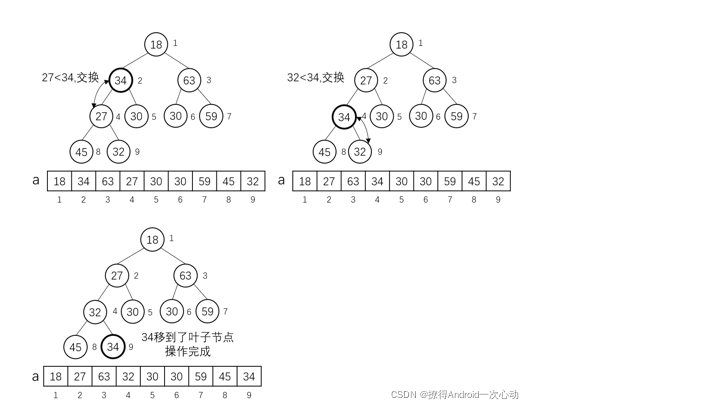 18 1
27<34,交换 34 2 63 3
27 4 30 5 30 6 59 7
45 8 32 9
a 18 34 63 27 30 30 59 45 32
1 2 3 4 5 6 7 8 9
18 1
32<34,交换 27 2 63 3
34 4 30 5 30 6 59 7
45 8 32 9
a 18 27 63 34 30 30 59 45 32
1 2 3 4 5 6 7 8 9
18 1
27 2 63 3
32 4 30 5 30 6 59 7
45 8 34 9
34移到了叶子节点
操作完成
a 18 27 63 32 30 30 59 45 34
1 2 3 4 5 6 7 8 9
CSDN @撩得Android一次心动